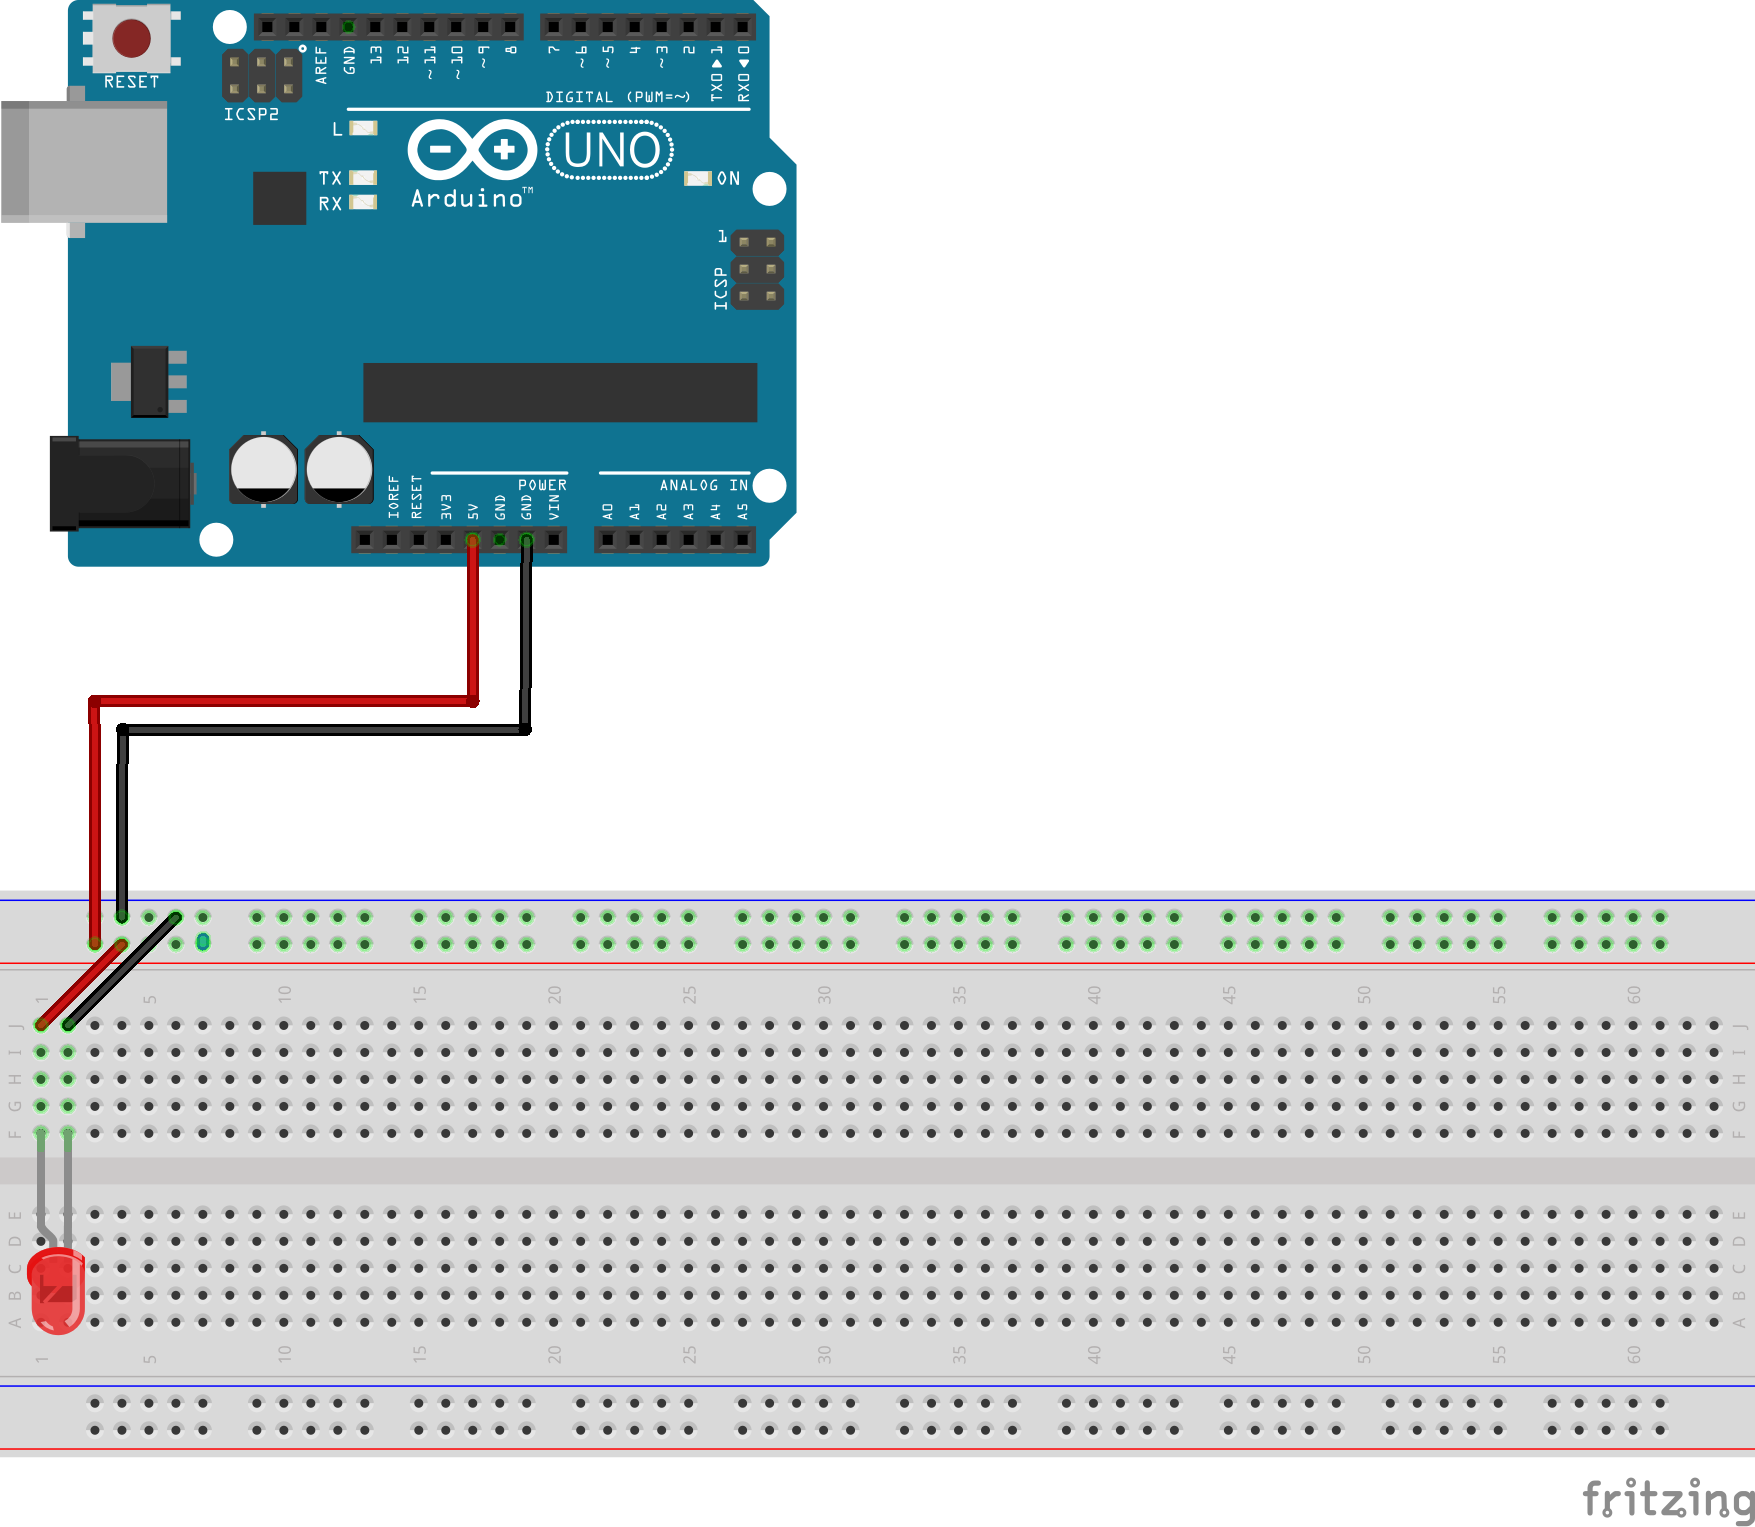 RESET
ICSP2
AREF
GND
13
12
~11
~10
~9
8
7
~6
~5
4
~3
2
TX0▶1
RX0◀0
DIGITAL (PWM=~)
L
TX
RX
UNO
Arduino™
ON
1
ICSP
IOREF
RESET
3V3
5V
GND
GND
VIN
POWER
A0
A1
A2
A3
A4
A5
ANALOG IN
1 5 10 15 20 25 30 35 40 45 50 55 60
J J
I I
H H
G G
F F
E E
D D
C C
B B
A A
1 5 10 15 20 25 30 35 40 45 50 55 60
fritzing